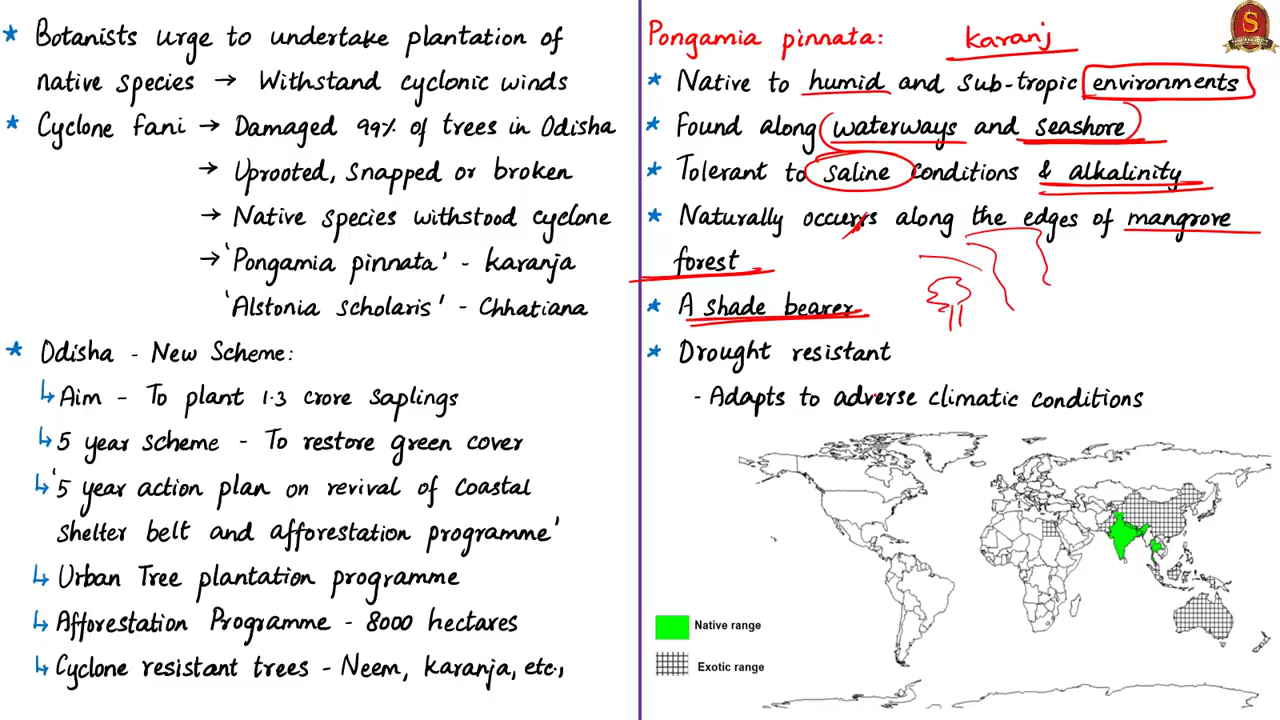 * Botanists urge to undertake plantation of
native species → Withstand cyclonic winds
* Cyclone fani → Damaged 99% of trees in Odisha
→ Uprooted, snapped or broken
→ Native species withstood cyclone
→ 'Pongamia pinnata' - karanja
'Alstonia scholaris' - Chhatiana
* Odisha - New Scheme:
↳ Aim - To plant 1.3 crore saplings
↳ 5 year scheme - To restore green cover
↳ '5 year action plan on revival of coastal
shelter belt and afforestation programme'
↳ Urban Tree plantation programme
↳ Afforestation Programme - 8000 hectares
↳ Cyclone resistant trees - Neem, karanja, etc.,
Pongamia pinnata: karanj
* Native to humid and sub-tropic environments
* Found along waterways and seashore
* Tolerant to saline conditions & alkalinity
* Naturally occurrs along the edges of mangrove
forest
* A shade bearer
* Drought resistant
- Adapts to adverse climatic conditions
Native range
Exotic range
S